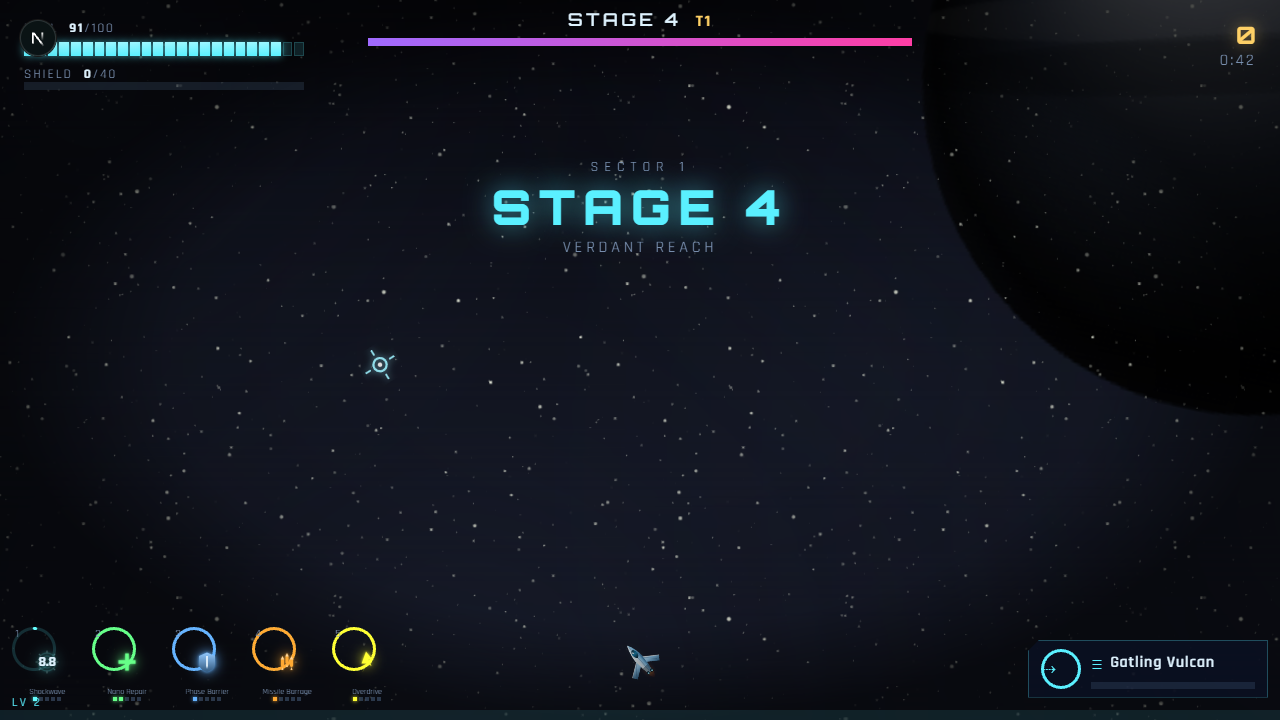 N
91/100
SHIELD 0/40
STAGE 4 T1
0:42
SECTOR 1
STAGE 4
VERDANT REACH
8.8
Shockwave
Nano Repair
Phase Barrier
Missile Barrage
Overdrive
LV 2
Gatling Vulcan